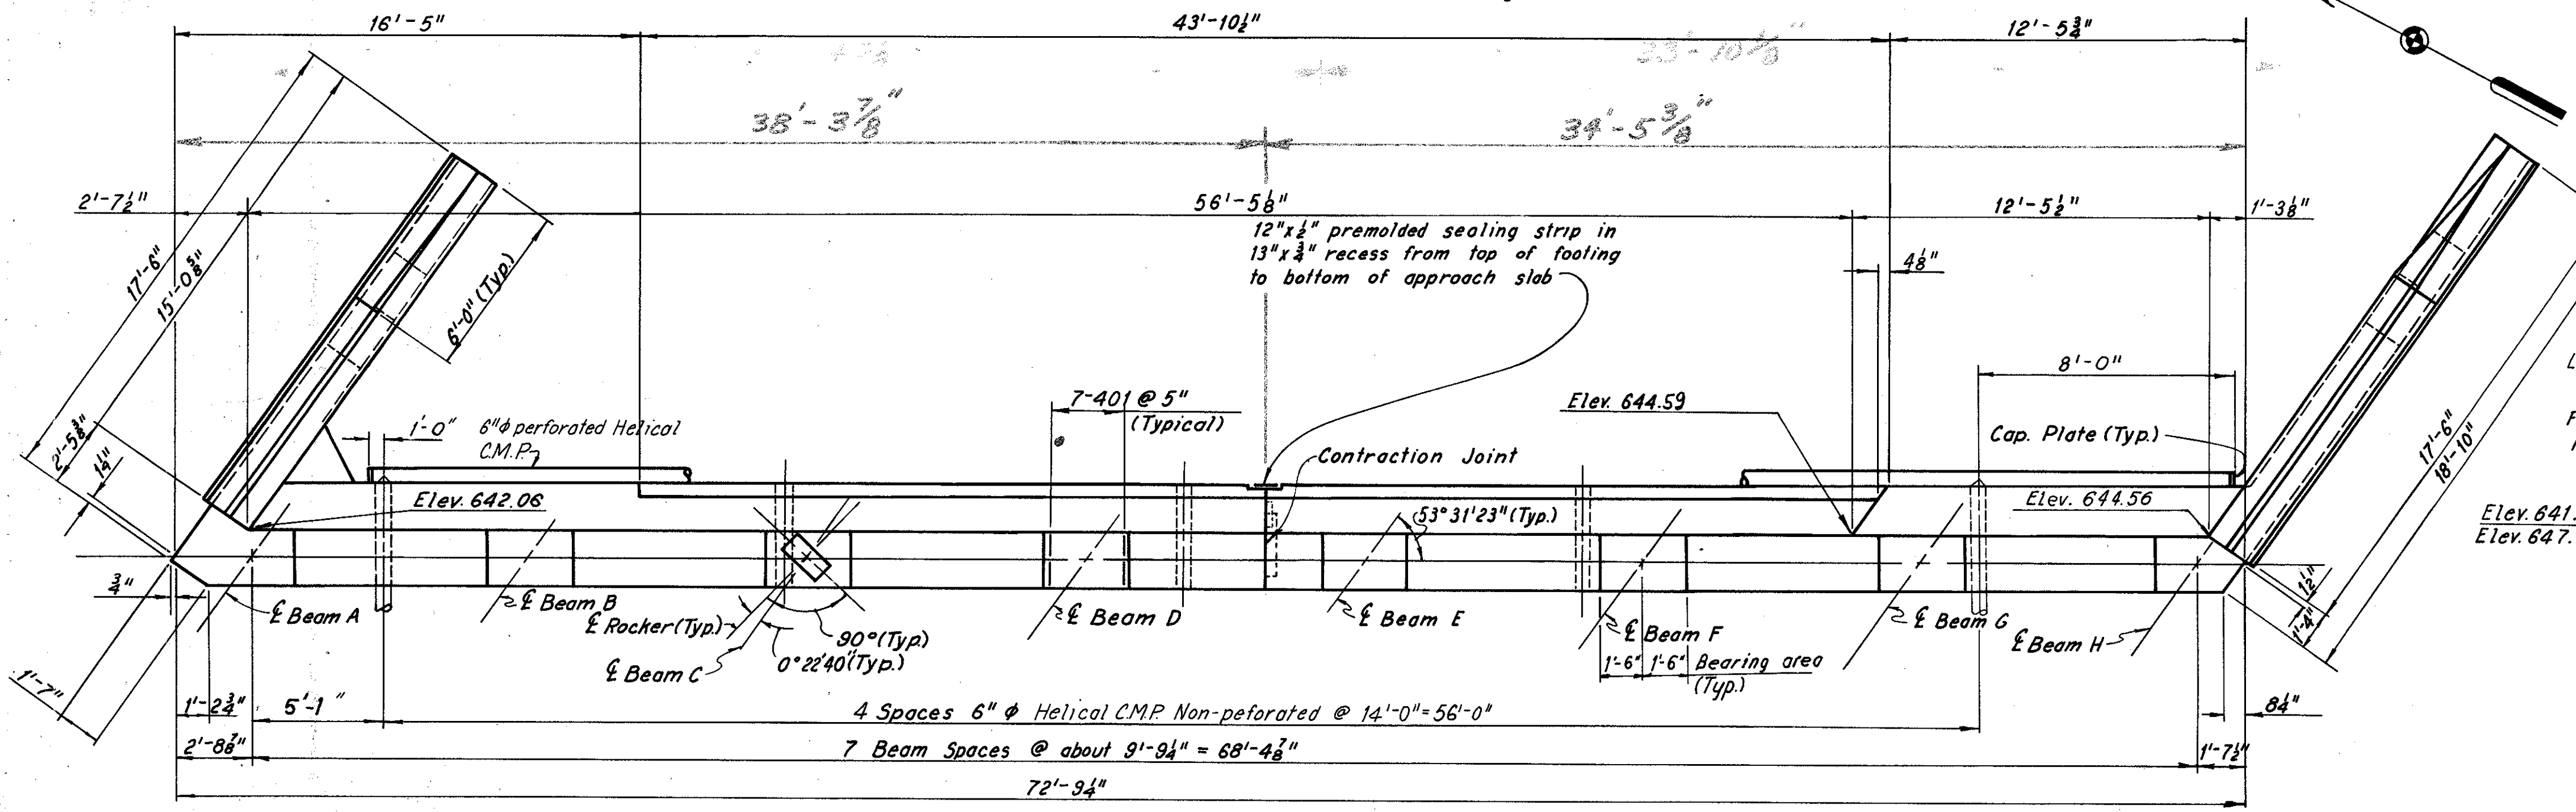 16'-5"
43'-10½"
12'-5¾"
33'-10⅛"
38'-3⅞"
34'-5⅜"
2'-7½"
56'-5⅛"
12'-5½"
1'-3⅛"
12"x½" premolded sealing strip in
13"x¾" recess from top of footing
to bottom of approach slab
4⅛"
17'-6"
15'-0⅝"
6'-0" (Typ.)
8'-0"
7-401 @ 5"
(Typical)
Elev. 644.59
2'-5⅜"
1¼"
1'-0"
6"ϕ perforated Helical
C.M.P.
Cap. Plate (Typ.)
17'-6"
18'-10"
Contraction Joint
Elev. 642.06
Elev. 644.56
53°31'23" (Typ.)
Elev. 641.
Elev. 647.
¾"
℄ Beam A
℄ Beam B
℄ Rocker (Typ.)
90° (Typ.)
0°22'40" (Typ.)
℄ Beam C
℄ Beam D
℄ Beam E
℄ Beam F
℄ Beam G
℄ Beam H
1½"
1'-4"
1'-6" 1'-6" Bearing area
(Typ.)
1'-7"
1'-2¾"
5'-1"
4 Spaces 6" ϕ Helical C.M.P. Non-peforated @ 14'-0"=56'-0"
8¼"
2'-8⅞"
7 Beam Spaces @ about 9'-9¼" = 68'-4⅞"
1'-7½"
72'-9¼"